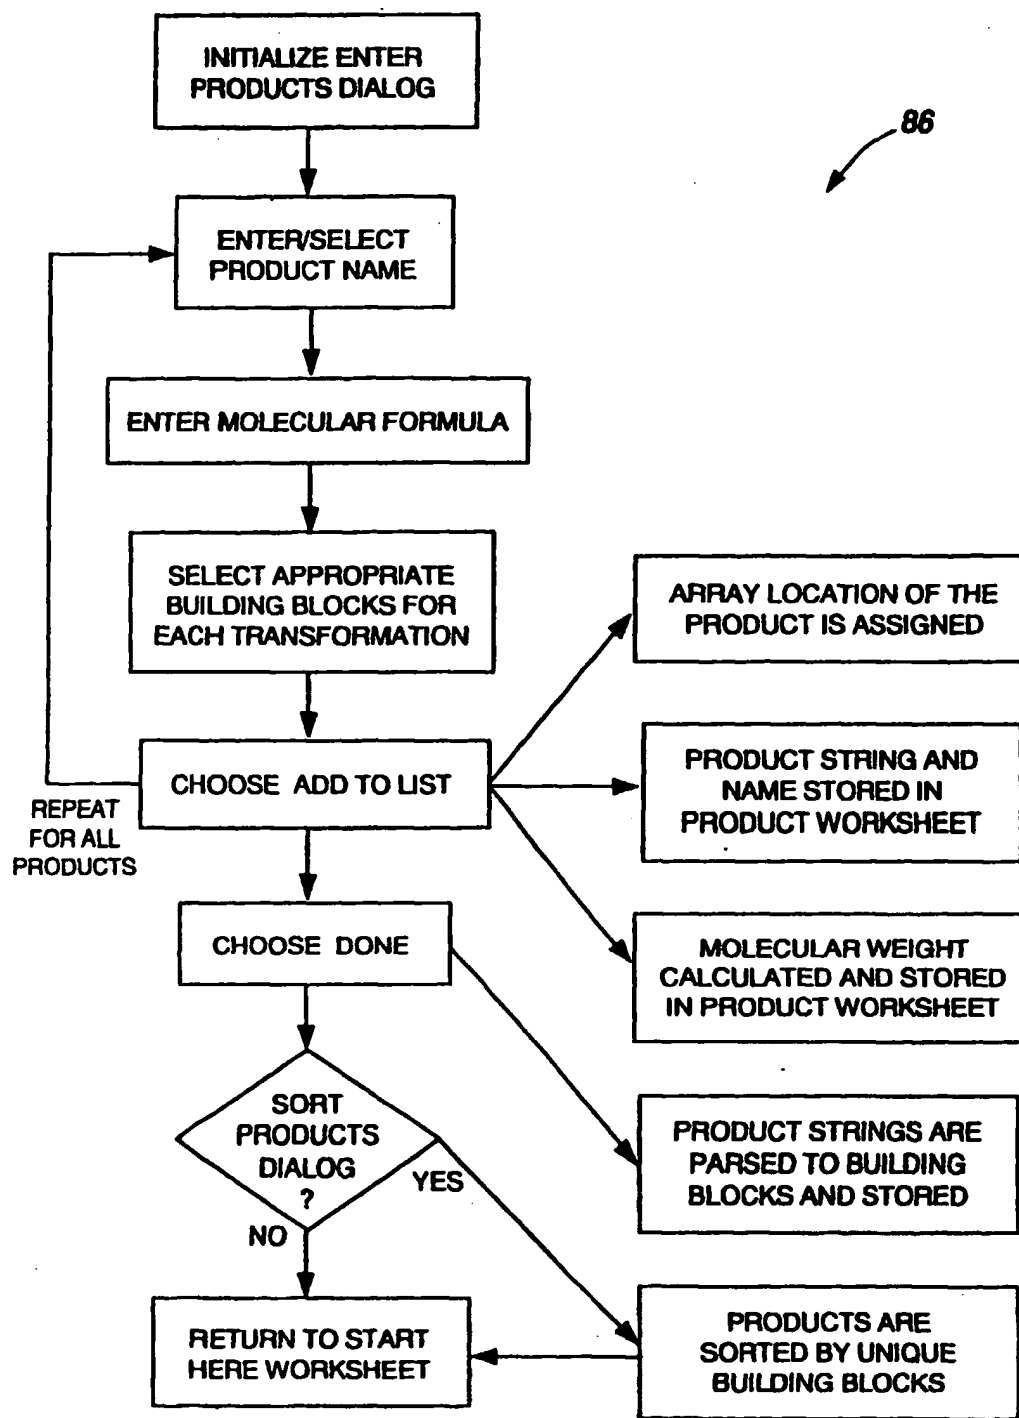 INITIALIZE ENTER
PRODUCTS DIALOG
86
ENTER/SELECT
PRODUCT NAME
ENTER MOLECULAR FORMULA
SELECT APPROPRIATE
BUILDING BLOCKS FOR
EACH TRANSFORMATION
ARRAY LOCATION OF THE
PRODUCT IS ASSIGNED
CHOOSE ADD TO LIST
REPEAT
FOR ALL
PRODUCTS
PRODUCT STRING AND
NAME STORED IN
PRODUCT WORKSHEET
CHOOSE DONE
MOLECULAR WEIGHT
CALCULATED AND STORED
IN PRODUCT WORKSHEET
SORT
PRODUCTS
DIALOG
?
YES
NO
PRODUCT STRINGS ARE
PARSED TO BUILDING
BLOCKS AND STORED
RETURN TO START
HERE WORKSHEET
PRODUCTS ARE
SORTED BY UNIQUE
BUILDING BLOCKS